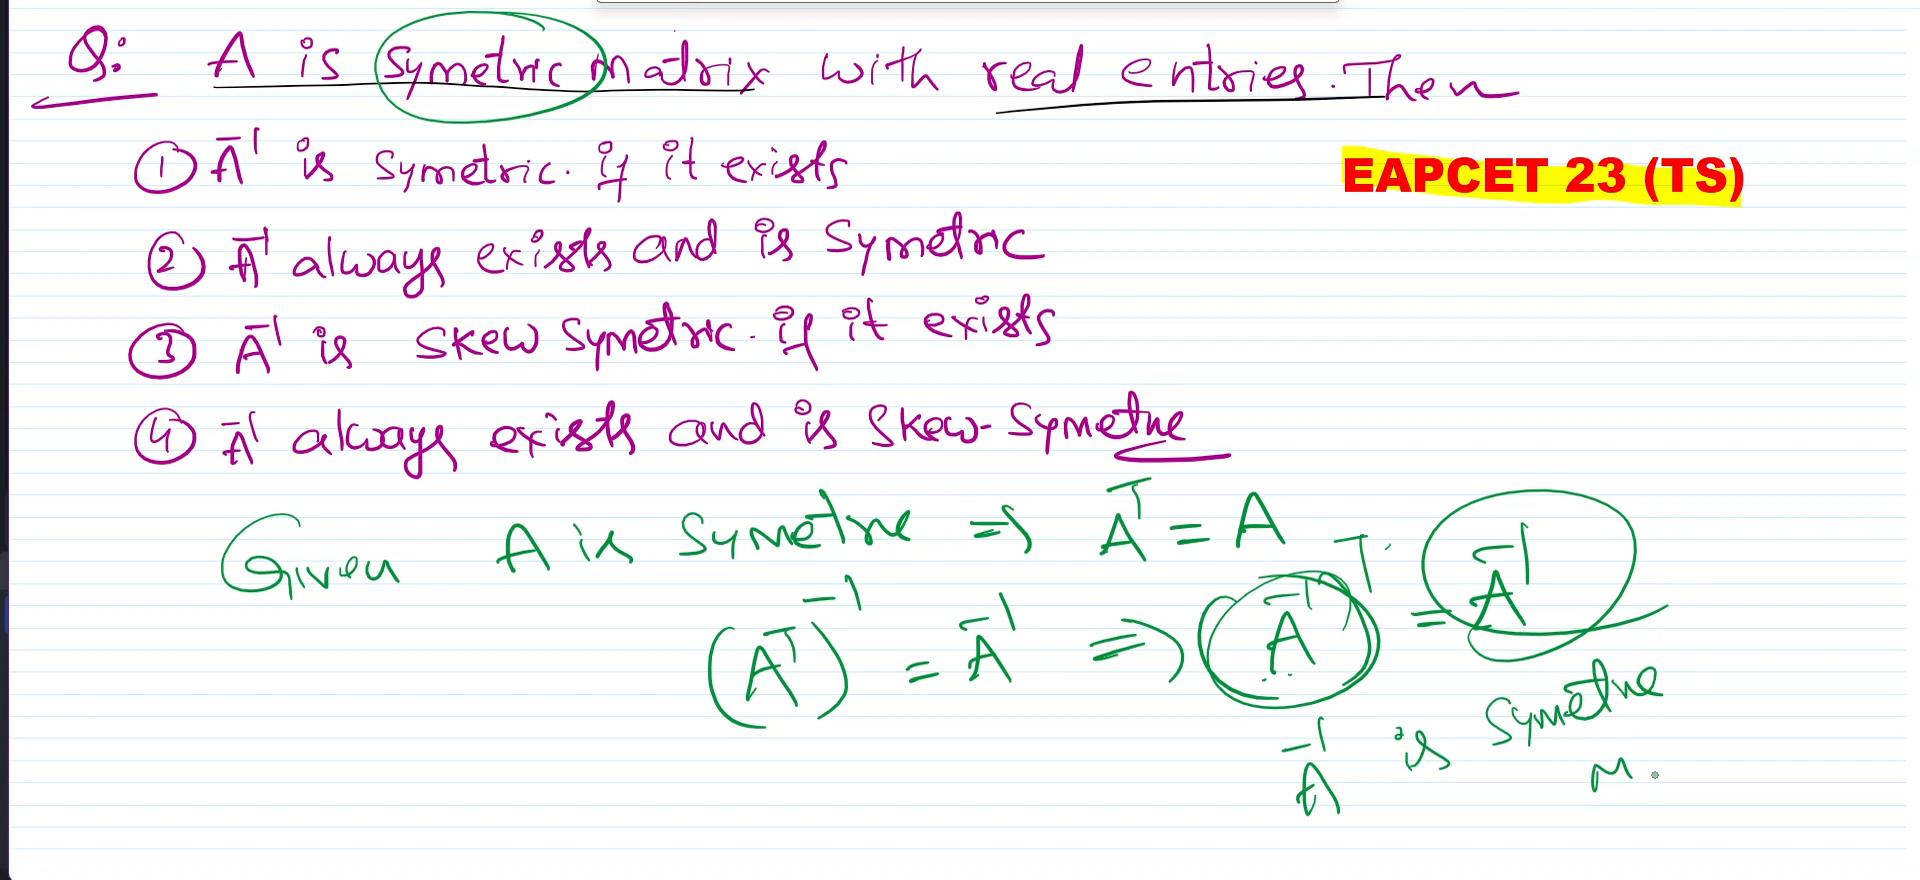 Q: A is Symetric Matrix with real entries. Then
① A⁻¹ is Symetric. if it exists
EAPCET 23 (TS)
② A⁻¹ always exists and is Symetric
③ A⁻¹ is Skew Symetric. if it exists
④ A⁻¹ always exists and is Skew-Symetric
Given A is Symetric ⇒ Aᵀ = A
(Aᵀ)⁻¹ = A⁻¹ ⇒ (A⁻¹)ᵀ = A⁻¹
A⁻¹ is Symetric
M.